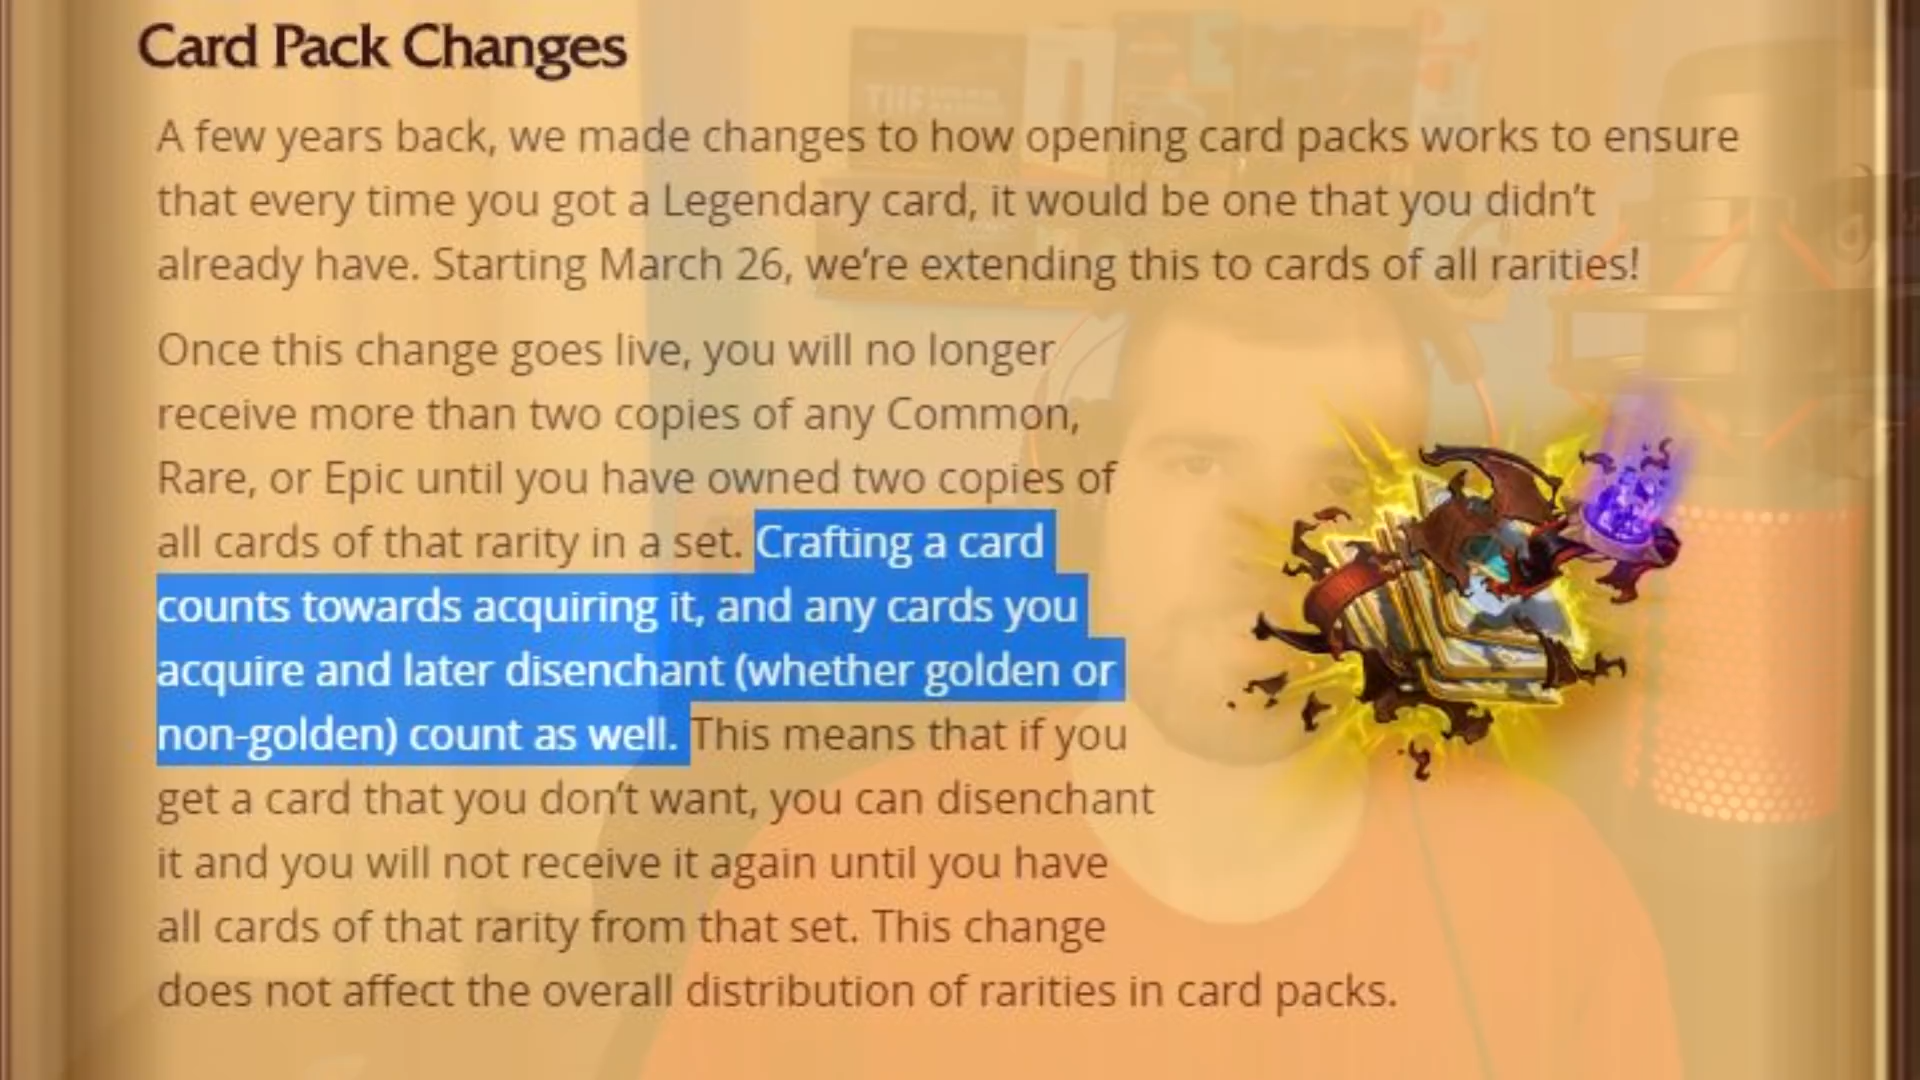 Card Pack Changes
A few years back, we made changes to how opening card packs works to ensure
that every time you got a Legendary card, it would be one that you didn't
already have. Starting March 26, we're extending this to cards of all rarities!
Once this change goes live, you will no longer
receive more than two copies of any Common,
Rare, or Epic until you have owned two copies of
all cards of that rarity in a set. Crafting a card
counts towards acquiring it, and any cards you
acquire and later disenchant (whether golden or
non-golden) count as well. This means that if you
get a card that you don't want, you can disenchant
it and you will not receive it again until you have
all cards of that rarity from that set. This change
does not affect the overall distribution of rarities in card packs.